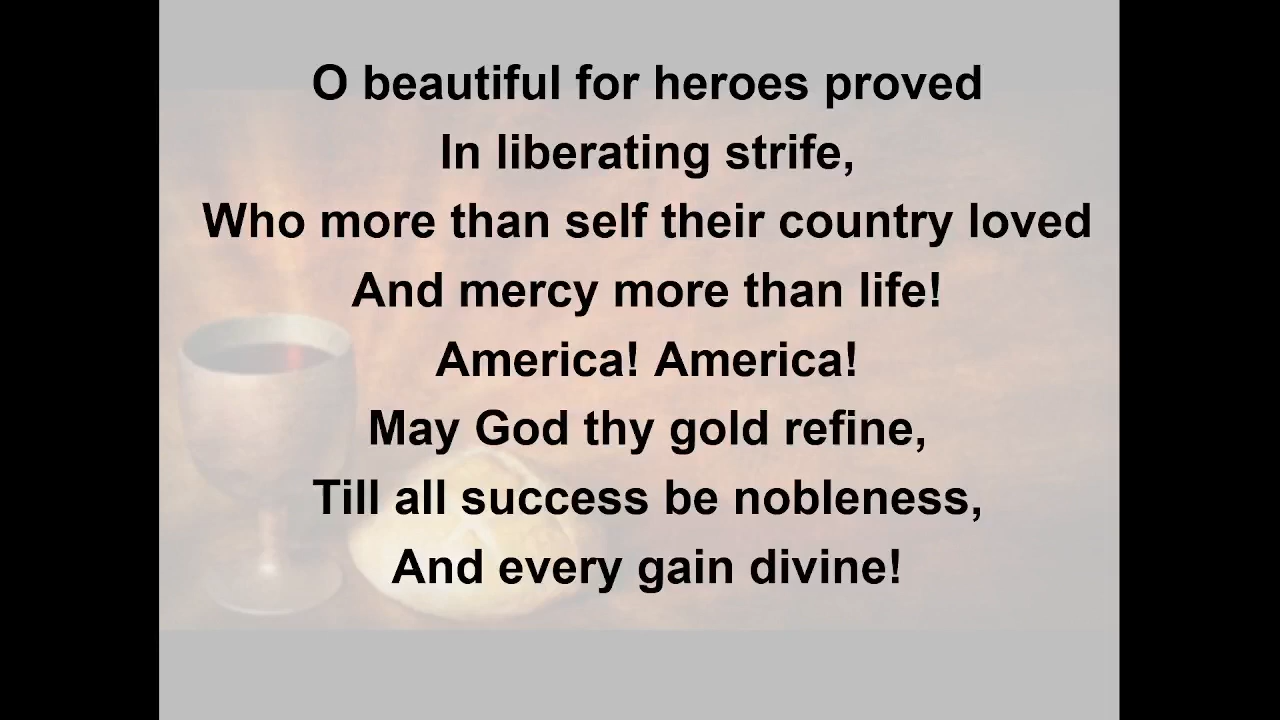 O beautiful for heroes proved
In liberating strife,
Who more than self their country loved
And mercy more than life!
America! America!
May God thy gold refine,
Till all success be nobleness,
And every gain divine!